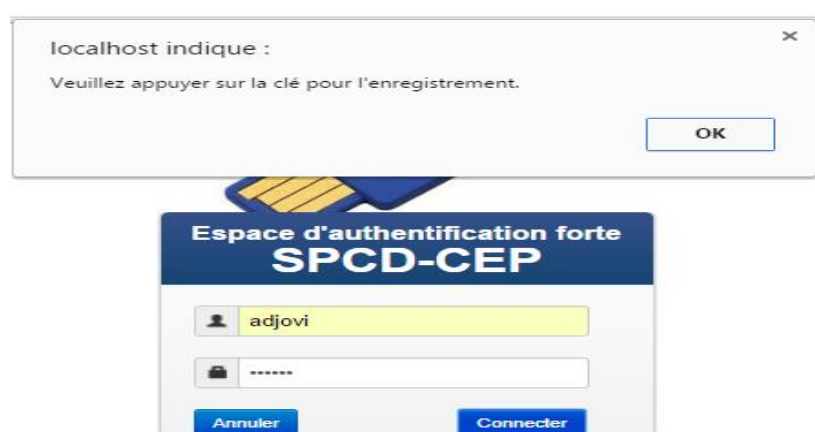 localhost indique :
Veuillez appuyer sur la clé pour l'enregistrement.
OK
Espace d'authentification forte
SPCD-CEP
adjovi
••••••
Annuler
Connecter